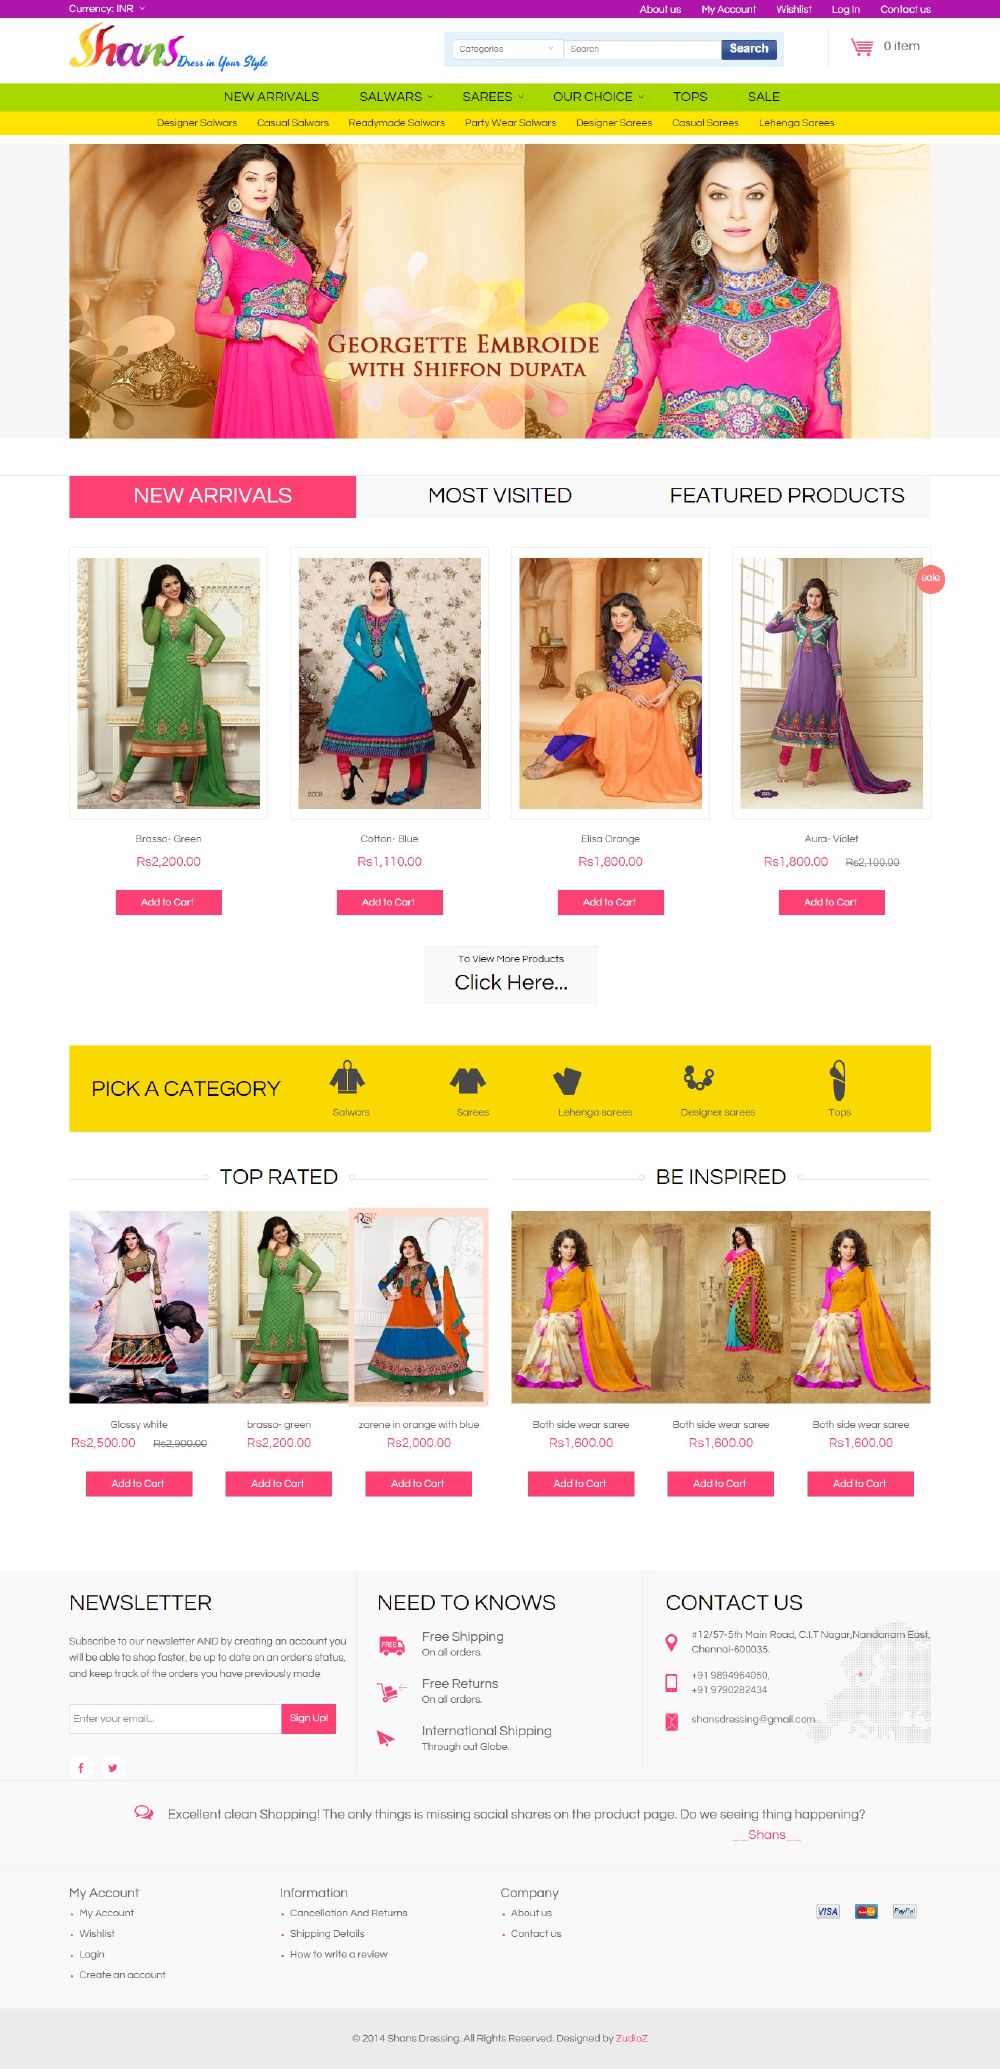 Currency: INR
About us My Account Wishlist Log In Contact us
Shans Dress in Your Style
Categories Search Search
0 item
NEW ARRIVALS SALWARS SAREES OUR CHOICE TOPS SALE
Designer Salwars Casual Salwars Readymade Salwars Party Wear Salwars Designer Sarees Casual Sarees Lehenga Sarees
GEORGETTE EMBROIDE
WITH SHIFFON DUPATA
NEW ARRIVALS MOST VISITED FEATURED PRODUCTS
sale
2008
Brasso- Green Cotton- Blue Elisa Orange Aura- Violet
Rs2,200.00 Rs1,110.00 Rs1,800.00 Rs1,800.00 Rs2,100.00
Add to Cart Add to Cart Add to Cart Add to Cart
To View More Products
Click Here...
PICK A CATEGORY
Salwars Sarees Lehenga sarees Designer sarees Tops
TOP RATED BE INSPIRED
RSF
Glossy white brasso- green zarene in orange with blue Both side wear saree Both side wear saree Both side wear saree
Rs2,500.00 Rs2,900.00 Rs2,200.00 Rs2,000.00 Rs1,600.00 Rs1,600.00 Rs1,600.00
Add to Cart Add to Cart Add to Cart Add to Cart Add to Cart Add to Cart
NEWSLETTER
Subscribe to our newsletter AND by creating an account you
will be able to shop faster, be up to date on an order's status,
and keep track of the orders you have previously made
Enter your email... Sign Up!
NEED TO KNOWS
FREE
Free Shipping
On all orders.
Free Returns
On all orders.
International Shipping
Through out Globe.
CONTACT US
#12/57-5th Main Road, C.I.T Nagar,Nandanam East,
Chennai-600035.
+91 9894964050,
+91 9790282434
shansdressing@gmail.com
Excellent clean Shopping! The only things is missing social shares on the product page. Do we seeing thing happening?
__Shans__
My Account
My Account
Wishlist
Login
Create an account
Information
Cancellation And Returns
Shipping Details
How to write a review
Company
About us
Contact us
VISA PayPal
© 2014 Shans Dressing. All Rights Reserved. Designed by ZudioZ